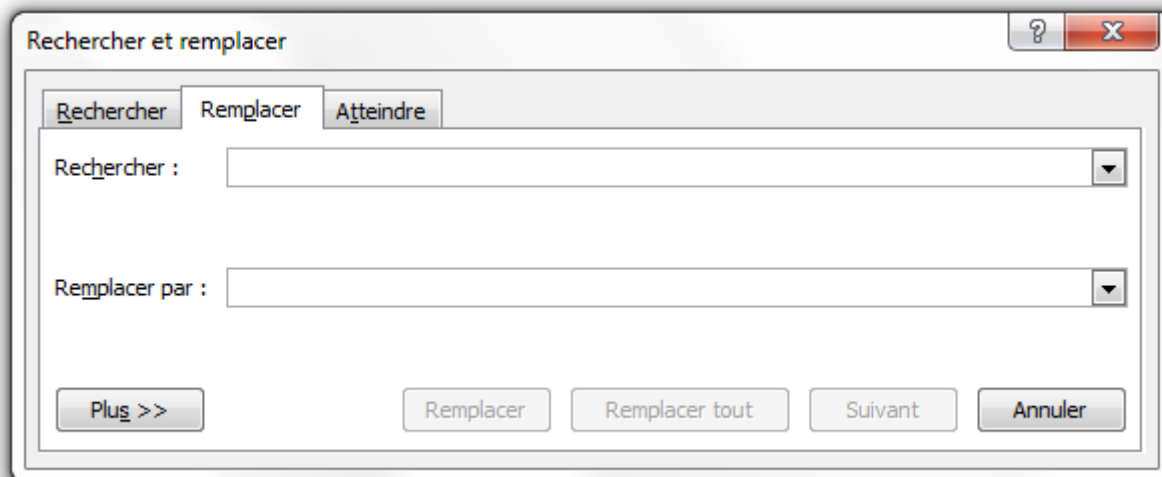 Rechercher et remplacer
?
X
Rechercher Remplacer Atteindre
Rechercher :
Remplacer par :
Plus >> Remplacer Remplacer tout Suivant Annuler